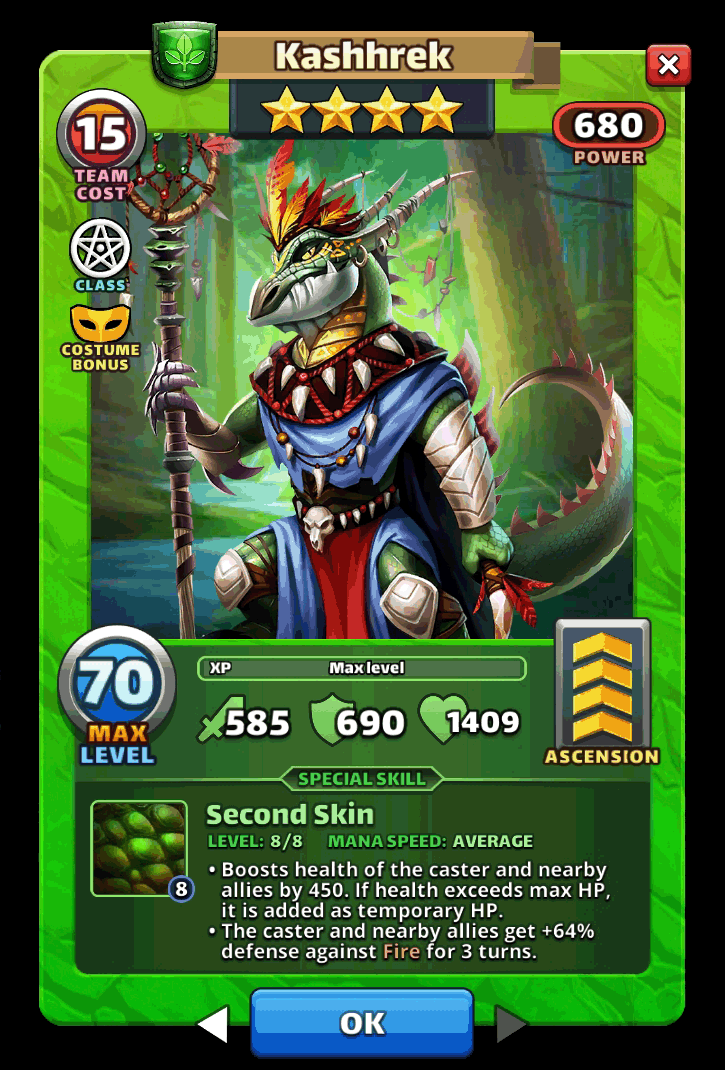 Kashhrek
15
TEAM
COST
680
POWER
CLASS
COSTUME
BONUS
70
MAX
LEVEL
XP Max level
585 690 1409
ASCENSION
SPECIAL SKILL
Second Skin
LEVEL: 8/8 MANA SPEED: AVERAGE
8
• Boosts health of the caster and nearby
allies by 450. If health exceeds max HP,
it is added as temporary HP.
• The caster and nearby allies get +64%
defense against Fire for 3 turns.
OK